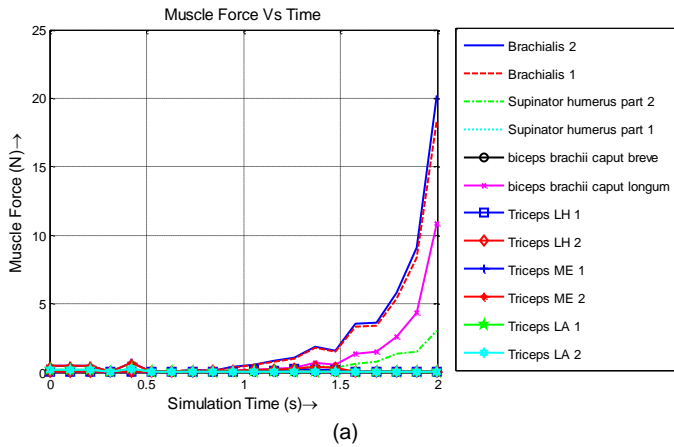 Muscle Force Vs Time
25
20
15
10
5
0
0
0.5
1
1.5
2
Muscle Force (N)→
Simulation Time (s)→
Brachialis 2
Brachialis 1
Supinator humerus part 2
Supinator humerus part 1
biceps brachii caput breve
biceps brachii caput longum
Triceps LH 1
Triceps LH 2
Triceps ME 1
Triceps ME 2
Triceps LA 1
Triceps LA 2
(a)